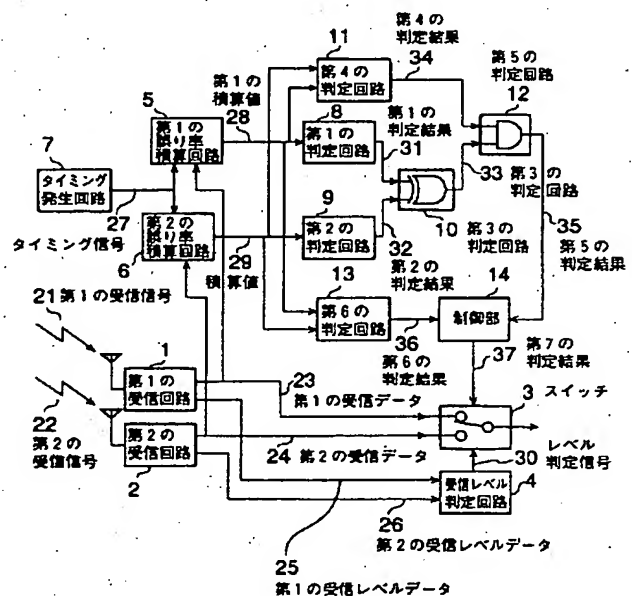 第4の
判定結果
11
34
第4の
判定回路
第5の
判定回路
12
第1の
積算値
28
5
第1の
誤り率
積算回路
8
第1の
判定回路
第1の
判定結果
31
33
第3の
判定回路
7
タイミング
発生回路
27
タイミング信号
第2の
誤り率
積算回路
6
9
第2の
判定回路
32
10
第3の
判定回路
35
第5の
判定結果
29
積算値
13
第2の
判定結果
14
第6の
判定回路
36
第6の
判定結果
制御部
37
第7の
判定結果
21 第1の受信信号
1
第1の
受信回路
23
第1の受信データ
3 スイッチ
22
第2の
受信信号
第2の
受信回路
2
24 第2の受信データ
30
レベル
判定信号
受信レベル
判定回路
4
26
第2の受信レベルデータ
25
第1の受信レベルデータ